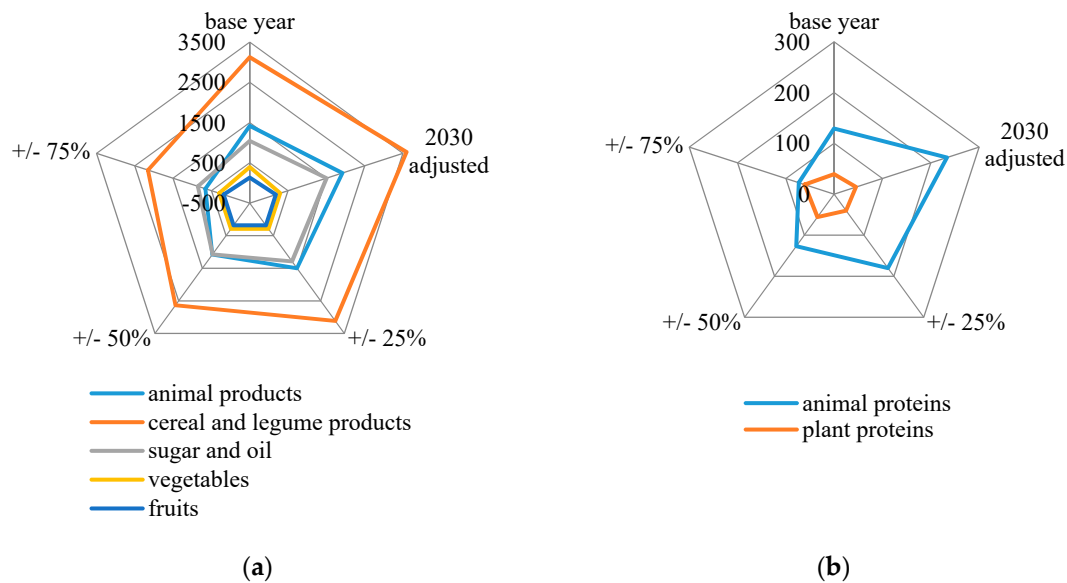 base year
3500
2500
1500
500
-500
2030
adjusted
+/- 25%
+/- 50%
+/- 75%
animal products
cereal and legume products
sugar and oil
vegetables
fruits
(a)
base year
300
200
100
0
2030
adjusted
+/- 25%
+/- 50%
+/- 75%
animal proteins
plant proteins
(b)